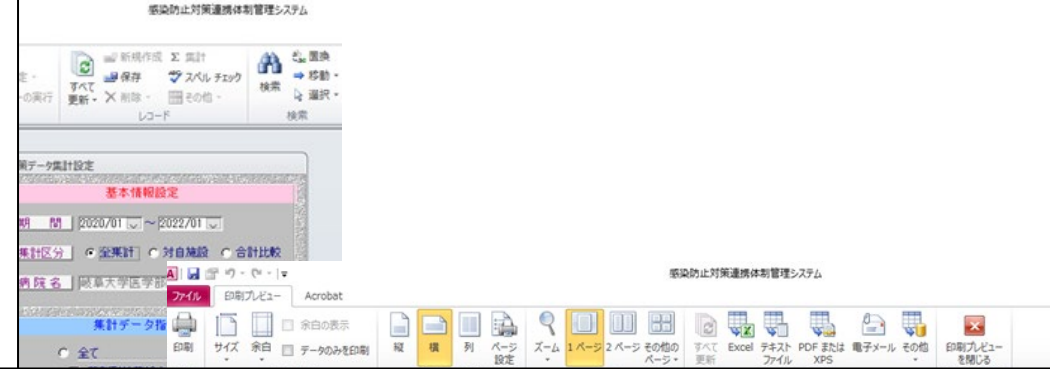 感染防止対策連携体制管理システム
新規作成 Σ 集計
保存 スペル チェック
すべて
更新
削除 その他
検索
置換
移動
選択
の実行
レコード
検索
策データ集計設定
基本情報設定
期 間 2020/01 ~ 2022/01
集計区分 全集計 対自施設 合計比較
病院名 岐阜大学医学部
集計データ指
全て
感染防止対策連携体制管理システム
ファイル 印刷プレビュー Acrobat
余白の表示
データのみを印刷
印刷 サイズ 余白 縦 横 列 ページ
設定
ズーム 1 ページ 2 ページ その他の
ページ
すべて
更新
Excel テキスト
ファイル
PDF または
XPS
電子メール その他 印刷プレビュー
を閉じる